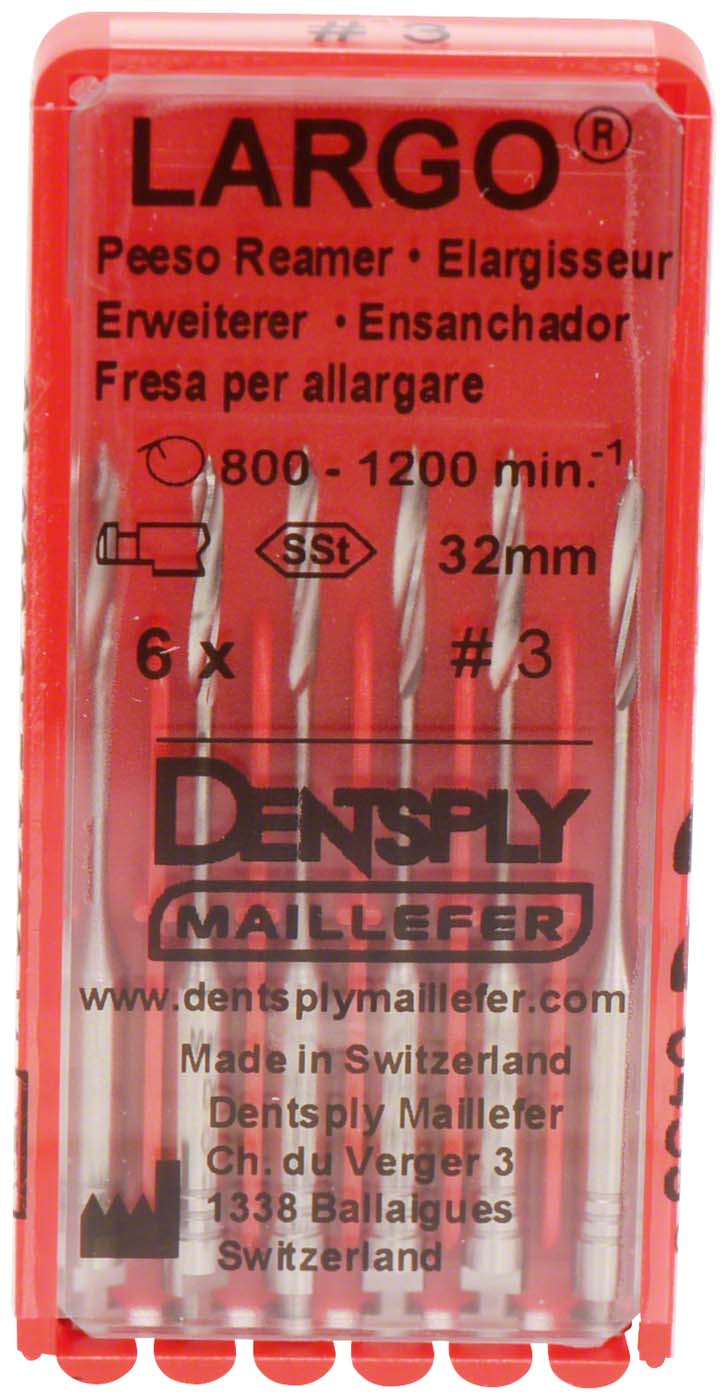 # 3
LARGO®
Peeso Reamer • Elargisseur
Erweiterer • Ensanchador
Fresa per allargare
800 - 1200 min.⁻¹
SSt 32mm
6 x # 3
DENTSPLY
MAILLEFER
www.dentsplymaillefer.com
Made in Switzerland
Dentsply Maillefer
Ch. du Verger 3
1338 Ballaigues
Switzerland